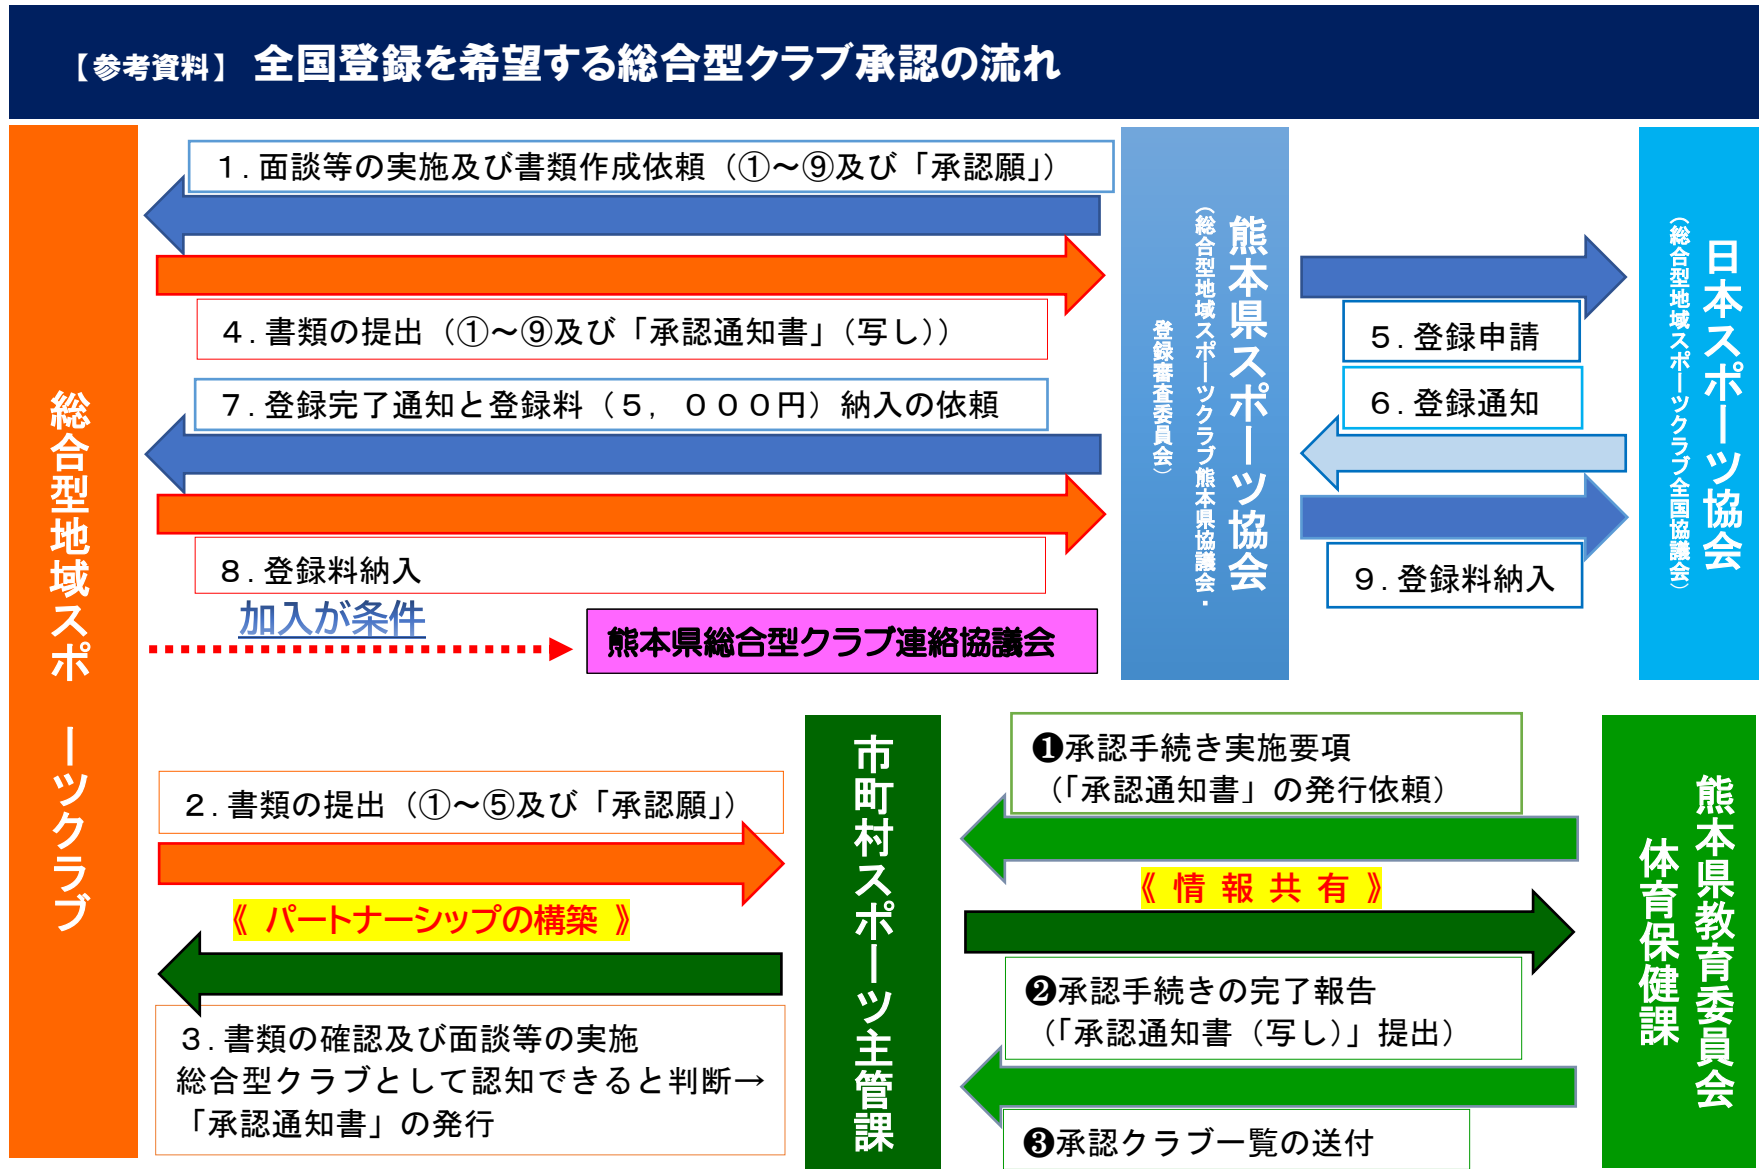 【参考資料】 全国登録を希望する総合型クラブ承認の流れ
総合型地域スポーツクラブ
1．面談等の実施及び書類作成依頼（①～⑨及び「承認願」）
4．書類の提出（①～⑨及び「承認通知書」（写し））
7．登録完了通知と登録料（5，000円）納入の依頼
8．登録料納入
加入が条件
熊本県総合型クラブ連絡協議会
熊本県スポーツ協会
（総合型地域スポーツクラブ熊本県協議会・
登録審査委員会）
5．登録申請
6．登録通知
9．登録料納入
日本スポーツ協会
（総合型地域スポーツクラブ全国協議会）
2．書類の提出（①～⑤及び「承認願」）
《 パートナーシップの構築 》
3．書類の確認及び面談等の実施
総合型クラブとして認知できると判断→
「承認通知書」の発行
市町村スポーツ主管課
❶承認手続き実施要項
（「承認通知書」の発行依頼）
《 情 報 共 有 》
❷承認手続きの完了報告
（「承認通知書（写し）」提出）
❸承認クラブ一覧の送付
熊本県教育委員会
体育保健課